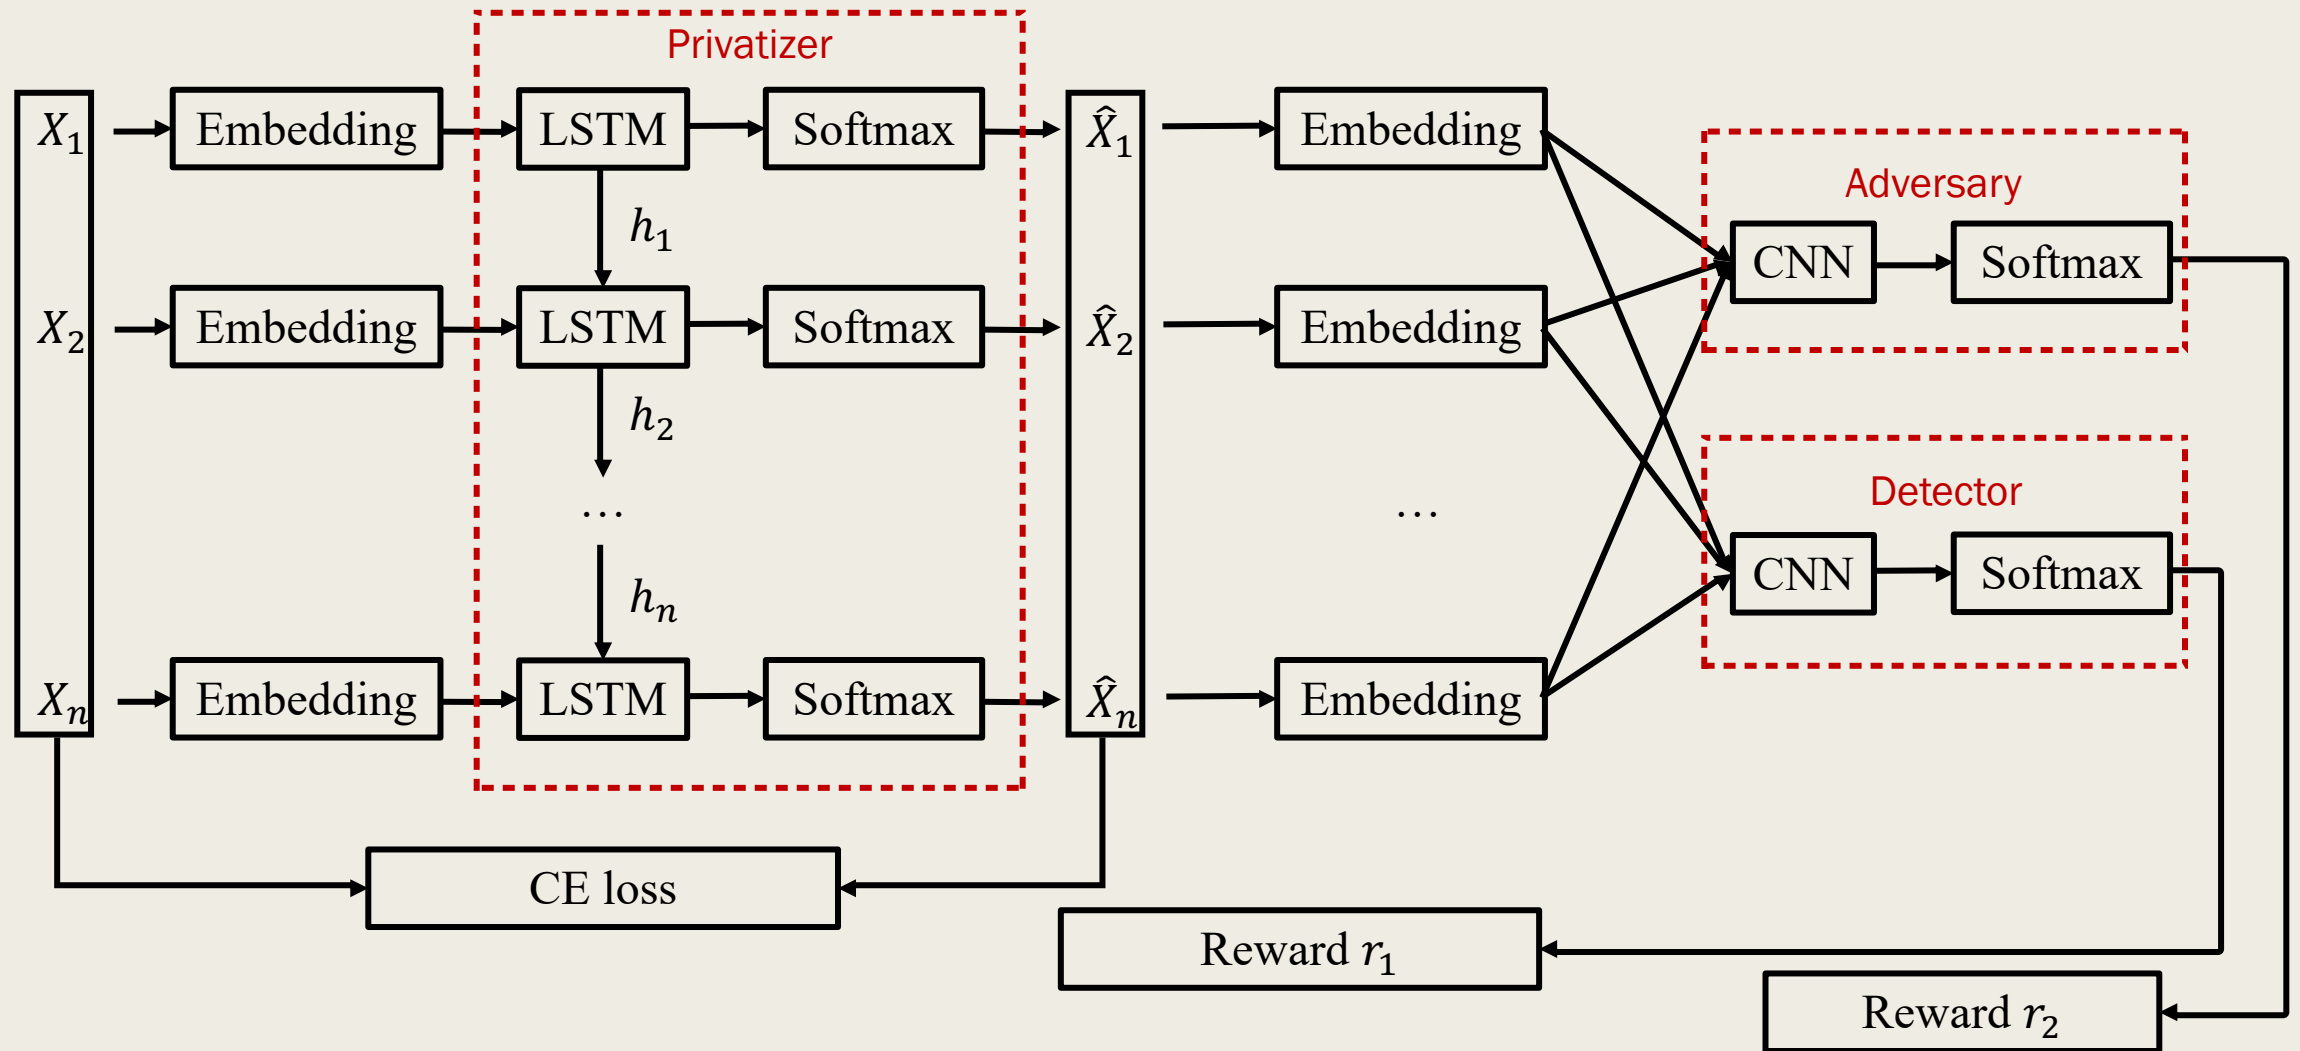 Privatizer
X₁ Embedding LSTM Softmax X̂₁ Embedding
Adversary
h₁
CNN Softmax
X₂ Embedding LSTM Softmax X̂₂ Embedding
h₂
Detector
… …
CNN Softmax
hₙ
Xₙ Embedding LSTM Softmax X̂ₙ Embedding
CE loss
Reward r₁
Reward r₂